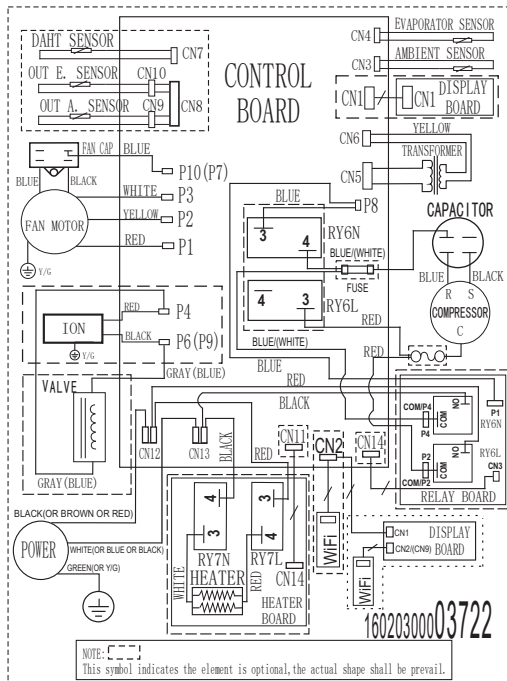 DAHT SENSOR
CN7
OUT E. SENSOR
CN10
OUT A. SENSOR
CN9
CN8
CONTROL
BOARD
EVAPORATOR SENSOR
CN4
AMBIENT SENSOR
CN3
CN1
CN1
DISPLAY
BOARD
YELLOW
CN6
TRANSFORMER
CN5
FAN CAP
BLUE
P10(P7)
BLUE
BLACK
WHITE
P3
YELLOW
P2
FAN MOTOR
RED
P1
Y/G
BLUE
P8
3
4
RY6N
BLUE/(WHITE)
FUSE
4
3
RY6L
RED
CAPACITOR
BLUE
BLACK
R
S
COMPRESSOR
C
ION
RED
P4
BLACK
P6(P9)
Y/G
GRAY(BLUE)
BLUE/(WHITE)
BLUE
RED
RED
BLACK
VALVE
GRAY(BLUE)
CN12
CN13
BLACK
RED
CN11
CN2
CN14
COM/P4
P4
COM
NO
P1
RY6N
P2
COM/P2
COM
NO
RY6L
CN3
RELAY BOARD
BLACK(OR BROWN OR RED)
POWER
WHITE(OR BLUE OR BLACK)
GREEN(OR Y/G)
4
3
3
4
RY7N
RY7L
HEATER
WHITE
RED
CN14
HEATER
BOARD
WiFi
CN1
CN2/(CN9)
DISPLAY
BOARD
WiFi
16020300003722
NOTE:
This symbol indicates the element is optional,the actual shape shall be prevail.